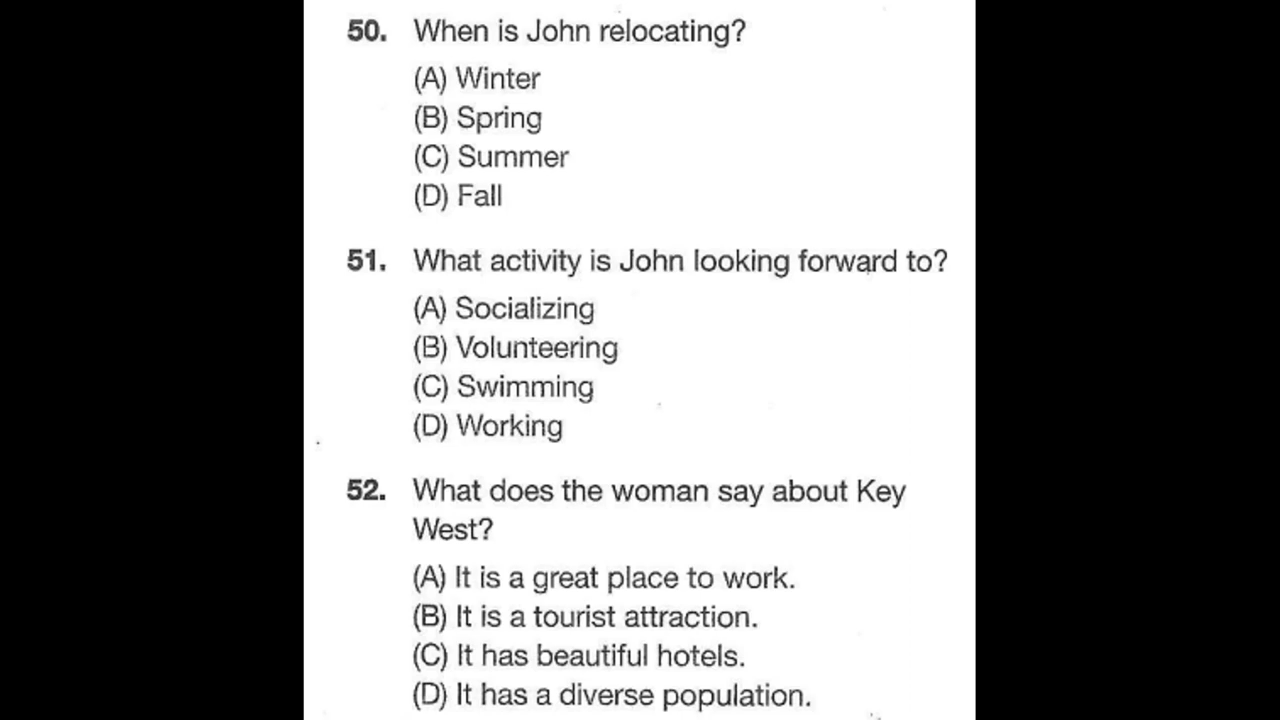 50. When is John relocating?
(A) Winter
(B) Spring
(C) Summer
(D) Fall
51. What activity is John looking forward to?
(A) Socializing
(B) Volunteering
(C) Swimming
(D) Working
52. What does the woman say about Key
West?
(A) It is a great place to work.
(B) It is a tourist attraction.
(C) It has beautiful hotels.
(D) It has a diverse population.